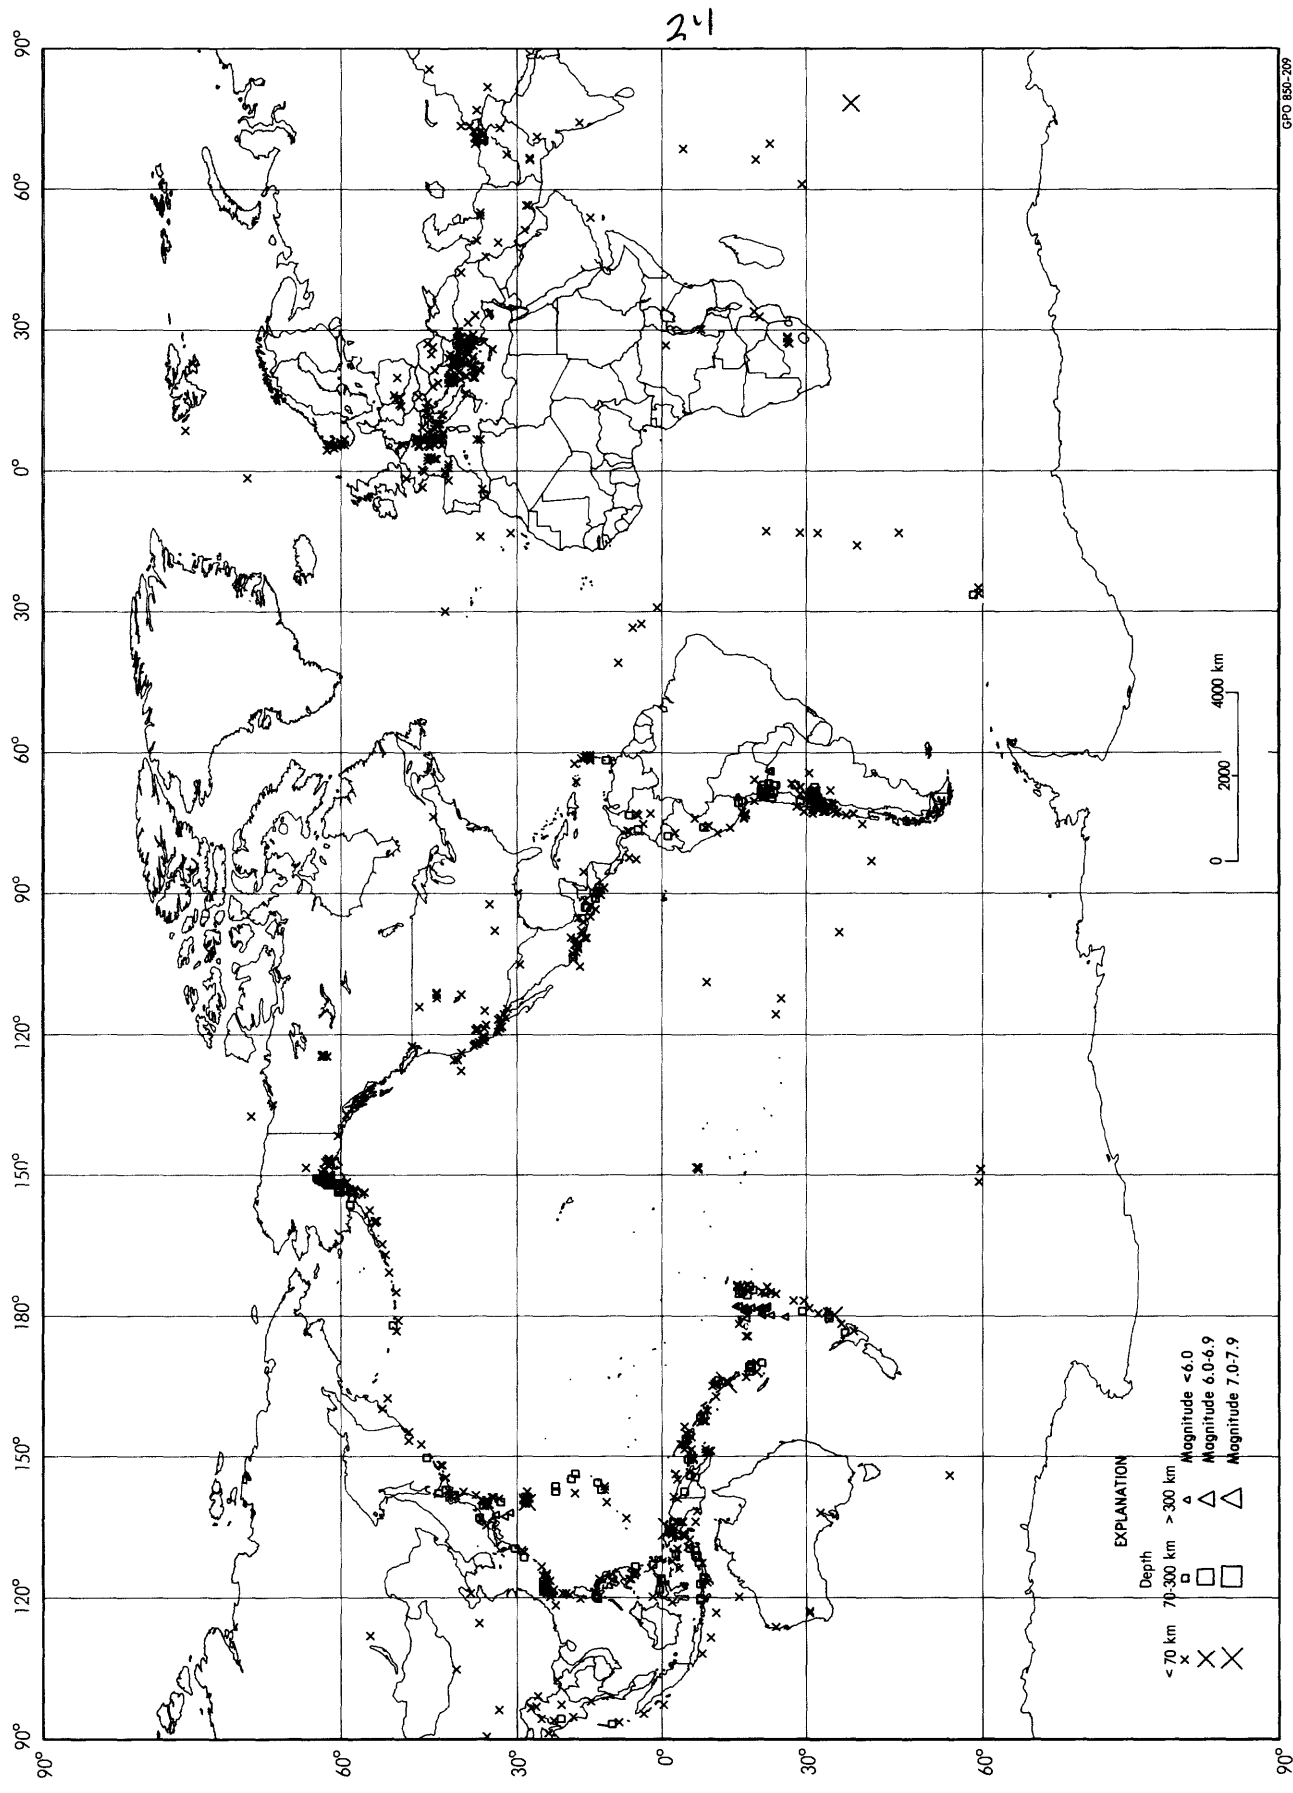 24
90° 60° 30° 0° 30° 60° 90° 120° 150° 180° 150° 120° 90°
90°
60°
30°
0°
30°
60°
90°
0 2000 4000 km
EXPLANATION
Depth
< 70 km 70-300 km > 300 km
Magnitude <6.0
Magnitude 6.0-6.9
Magnitude 7.0-7.9
GPO 850-209